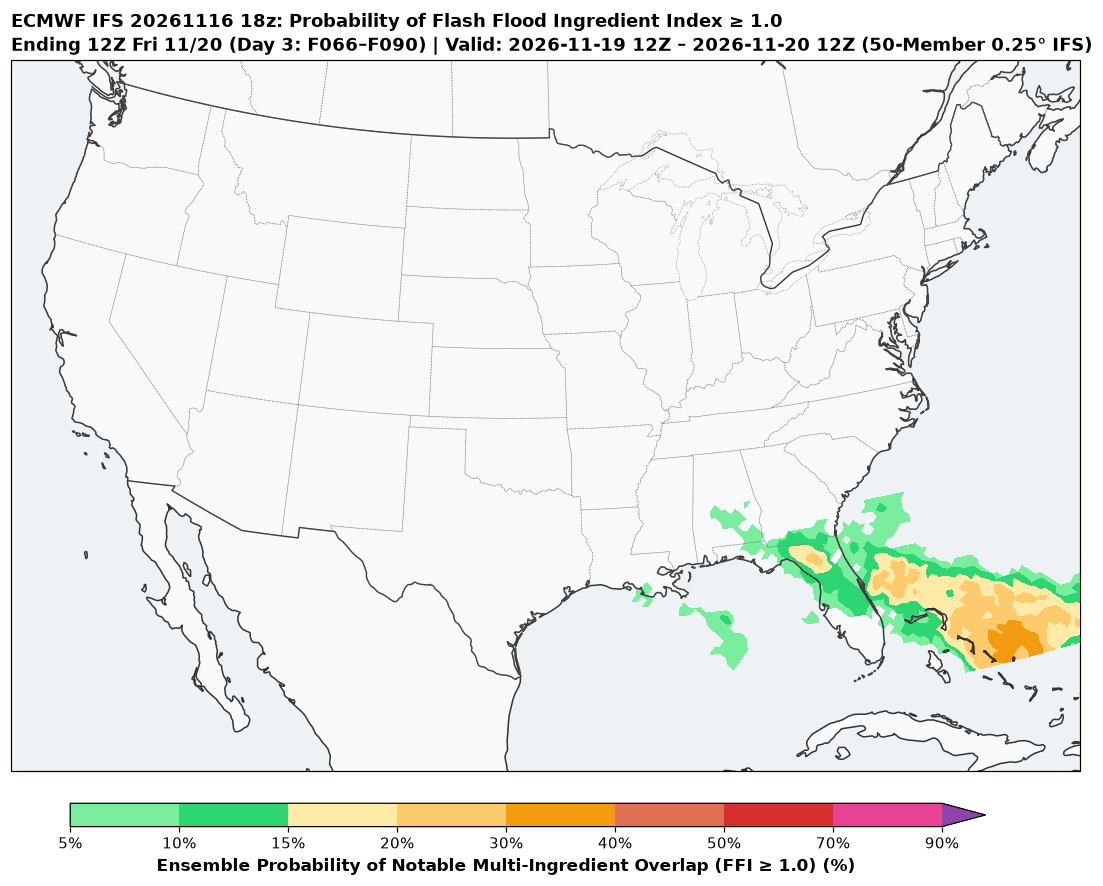 ECMWF IFS 20261116 18z: Probability of Flash Flood Ingredient Index ≥ 1.0
Ending 12Z Fri 11/20 (Day 3: F066–F090) | Valid: 2026-11-19 12Z – 2026-11-20 12Z (50-Member 0.25° IFS)
5% 10% 15% 20% 30% 40% 50% 70% 90%
Ensemble Probability of Notable Multi-Ingredient Overlap (FFI ≥ 1.0) (%)